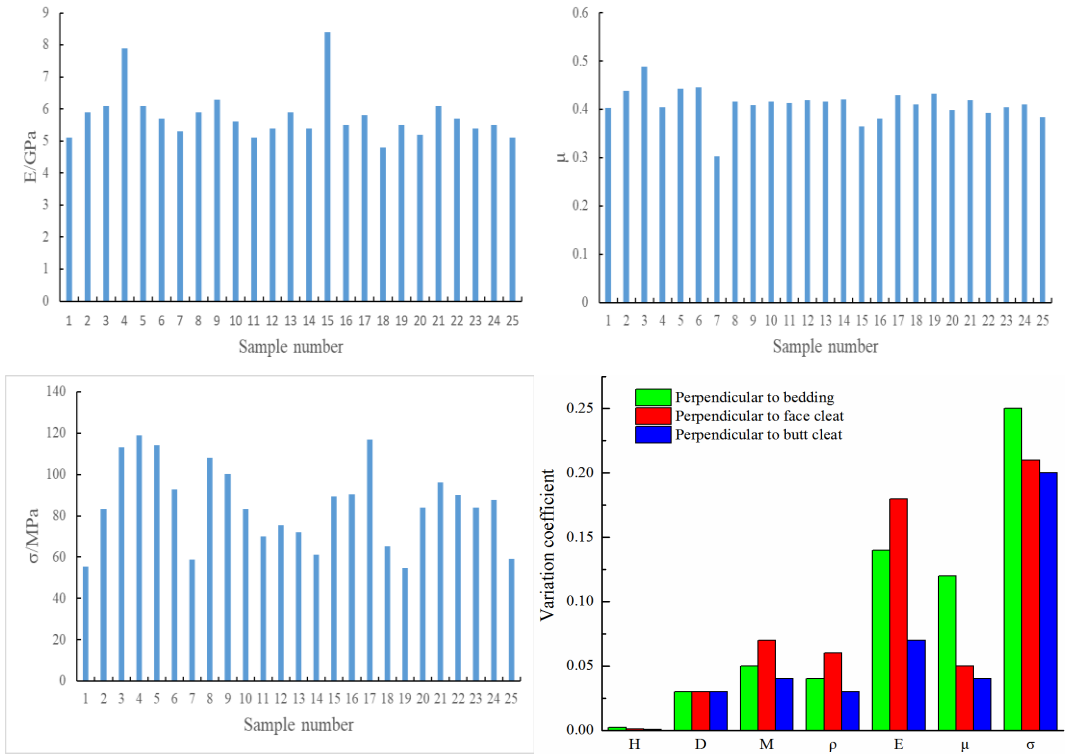 9
8
7
6
5
4
3
2
1
0
E/GPa
1 2 3 4 5 6 7 8 9 10 11 12 13 14 15 16 17 18 19 20 21 22 23 24 25
Sample number
0.6
0.5
0.4
0.3
0.2
0.1
0
μ
1 2 3 4 5 6 7 8 9 10 11 12 13 14 15 16 17 18 19 20 21 22 23 24 25
Sample number
140
120
100
80
60
40
20
0
σ/MPa
1 2 3 4 5 6 7 8 9 10 11 12 13 14 15 16 17 18 19 20 21 22 23 24 25
Sample number
Perpendicular to bedding
Perpendicular to face cleat
Perpendicular to butt cleat
0.25
0.20
0.15
0.10
0.05
0.00
Variation coefficient
H D M ρ E μ σ